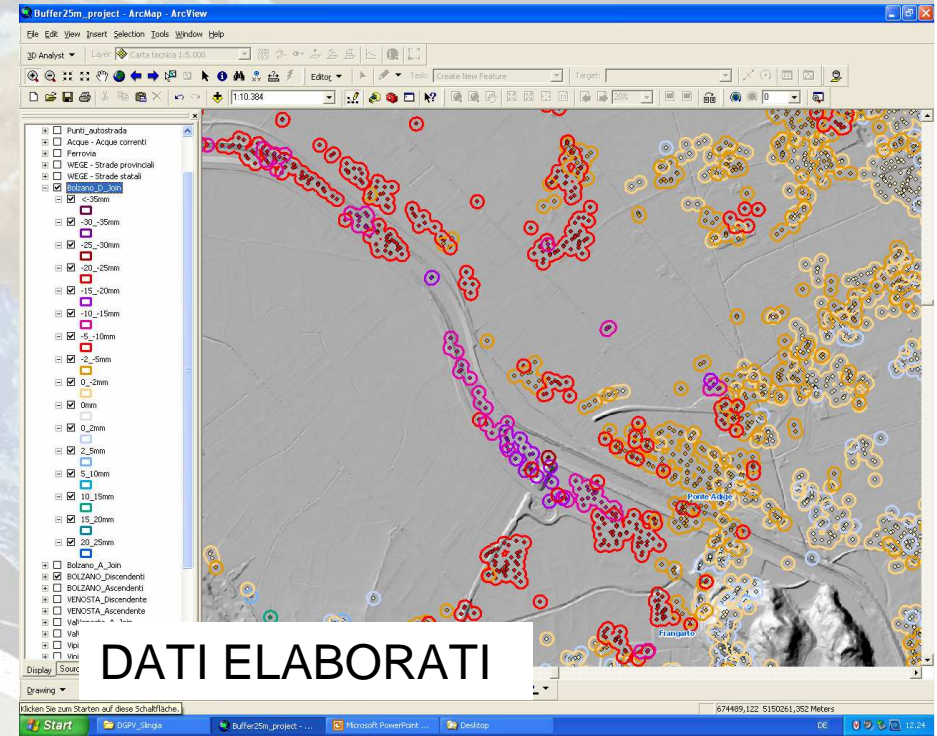 Buffer25m_project - ArcMap - ArcView
File Edit View Insert Selection Tools Window Help
3D Analyst Layer: Carta tecnica 1:5.000
Editor Task: Create New Feature Target:
1:10.384 20% 0
Punti_autostrada
Acque - Acque correnti
Ferrovia
WEGE - Strade provinciali
WEGE - Strade statali
Bolzano_D_Join
<-35mm
-30_-35mm
-25_-30mm
-20_-25mm
-15_-20mm
-10_-15mm
-5_-10mm
-2_-5mm
0_-2mm
0mm
0_2mm
2_5mm
5_10mm
10_15mm
15_20mm
20_25mm
Bolzano_A_Join
BOLZANO_Discendenti
BOLZANO_Ascendenti
VENOSTA_Discendente
VENOSTA_Ascendente
Ponte Adige
Frangarto
DATI ELABORATI
Display
Drawing
Klicken Sie zum Starten auf diese Schaltfläche.
674489,122 5150261,352 Meters
Start DGPV_Slingia Buffer25m_project - ... Microsoft PowerPoint ... Desktop DE 12.24